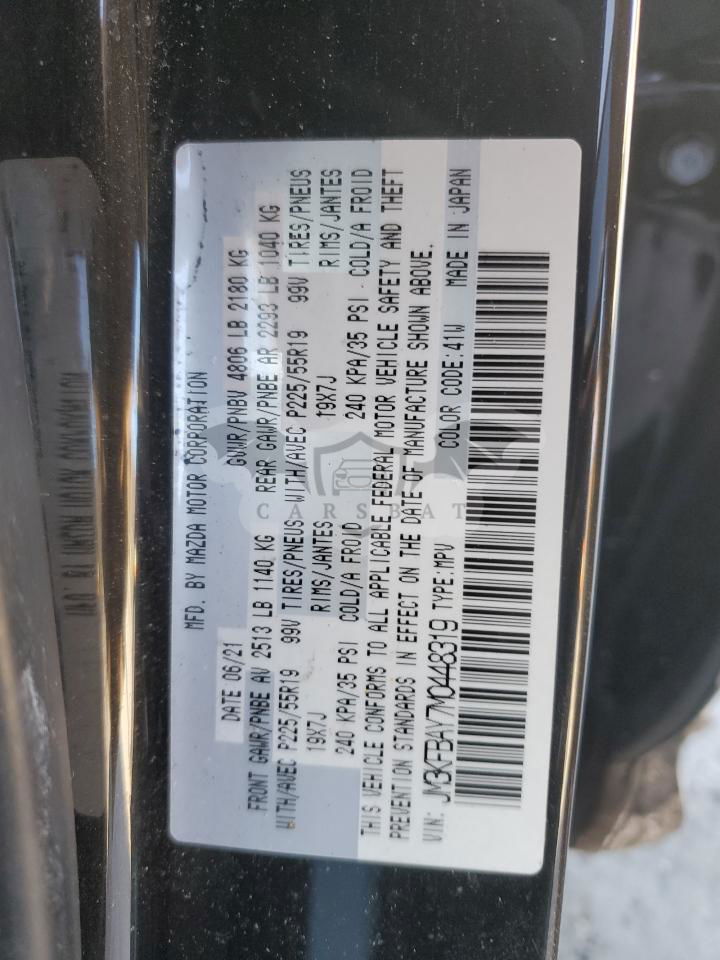 MFD. BY MAZDA MOTOR CORPORATION
DATE 06/21 GVWR/PNBV 4806 LB 2180 KG
FRONT GAWR/PNBE AV 2513 LB 1140 KG REAR GAWR/PNBE AR 2293 LB 1040 KG
WITH/AVEC P225/55R19 99V TIRES/PNEUS WITH/AVEC P225/55R19 99V TIRES/PNEUS
19X7J RIMS/JANTES 19X7J RIMS/JANTES
240 KPA/35 PSI COLD/A FROID 240 KPA/35 PSI COLD/A FROID
THIS VEHICLE CONFORMS TO ALL APPLICABLE FEDERAL MOTOR VEHICLE SAFETY AND THEFT
PREVENTION STANDARDS IN EFFECT ON THE DATE OF MANUFACTURE SHOWN ABOVE.
VIN: JM3KFBAY7M0448319 TYPE:MPV COLOR CODE:41W MADE IN JAPAN
CARSBAT